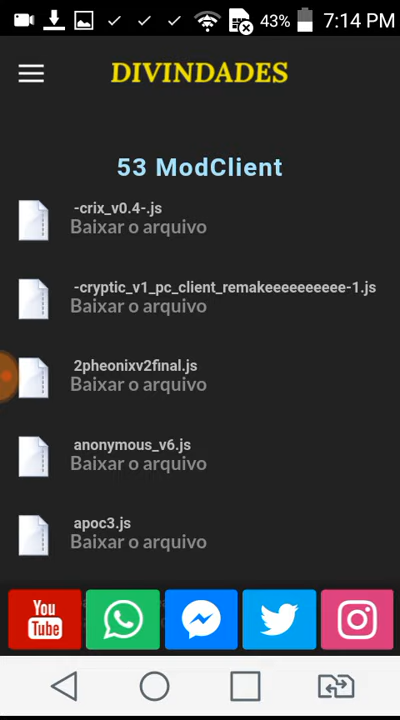 43% 7:14 PM
DIVINDADES
53 ModClient
-crix_v0.4-.js
Baixar o arquivo
-cryptic_v1_pc_client_remakeeeeeeeeee-1.js
Baixar o arquivo
2pheonixv2final.js
Baixar o arquivo
anonymous_v6.js
Baixar o arquivo
apoc3.js
Baixar o arquivo
You
Tube